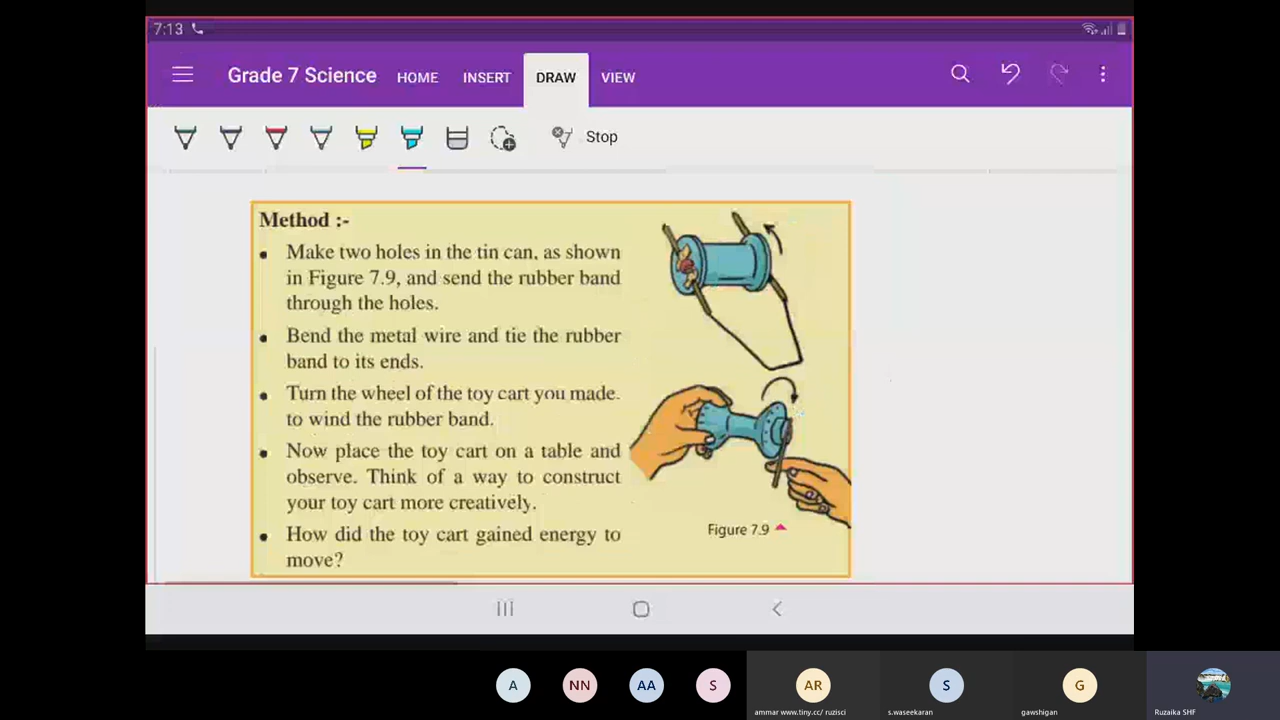 7:13
Grade 7 Science HOME INSERT DRAW VIEW
Stop
Method :-
• Make two holes in the tin can, as shown
in Figure 7.9, and send the rubber band
through the holes.
• Bend the metal wire and tie the rubber
band to its ends.
• Turn the wheel of the toy cart you made.
to wind the rubber band.
• Now place the toy cart on a table and
observe. Think of a way to construct
your toy cart more creatively.
• How did the toy cart gained energy to
move?
Figure 7.9
A NN AA S AR S G
ammar www.tiny.cc/ ruzisci s.waseekaran gawshigan Ruzaika SHF